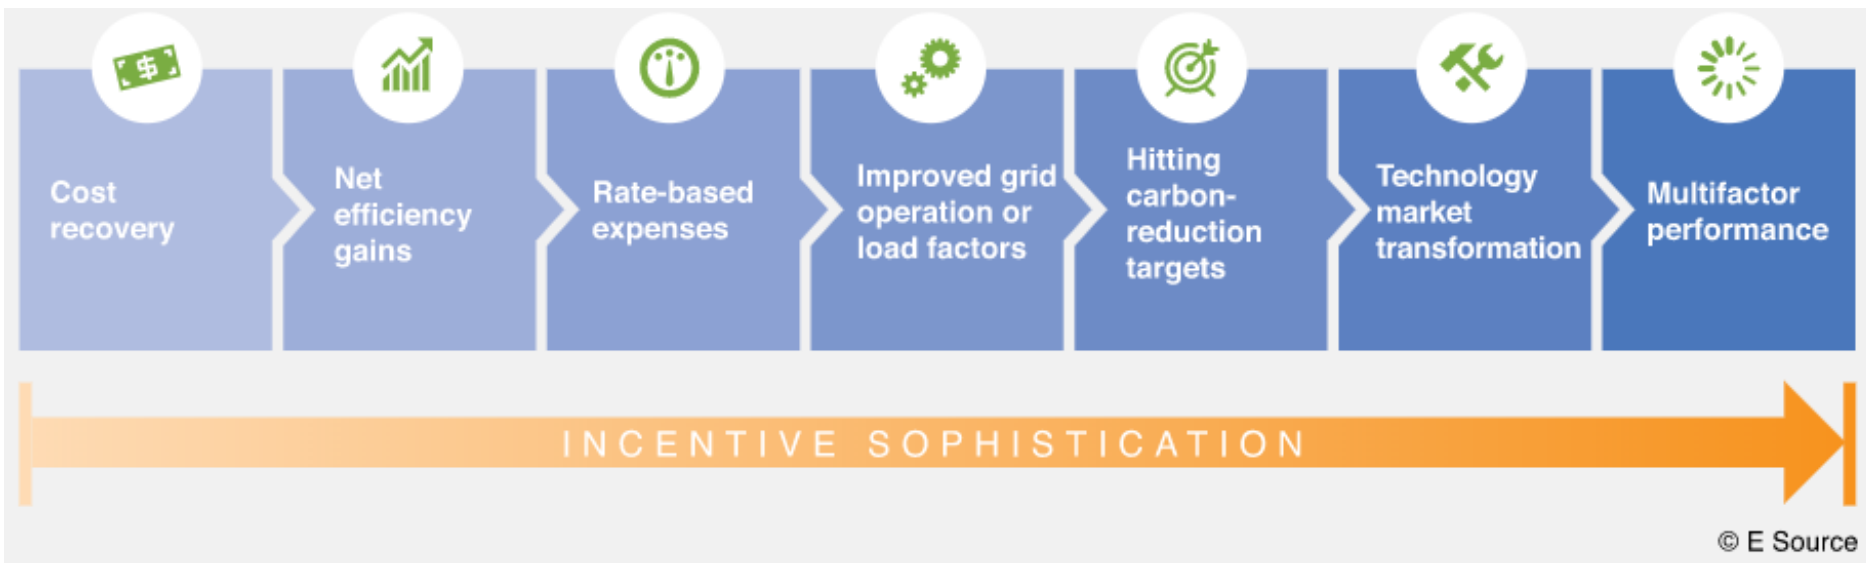 $
Cost
recovery
Net
efficiency
gains
Rate-based
expenses
Improved grid
operation or
load factors
Hitting
carbon-
reduction
targets
Technology
market
transformation
Multifactor
performance
INCENTIVE SOPHISTICATION
© E Source